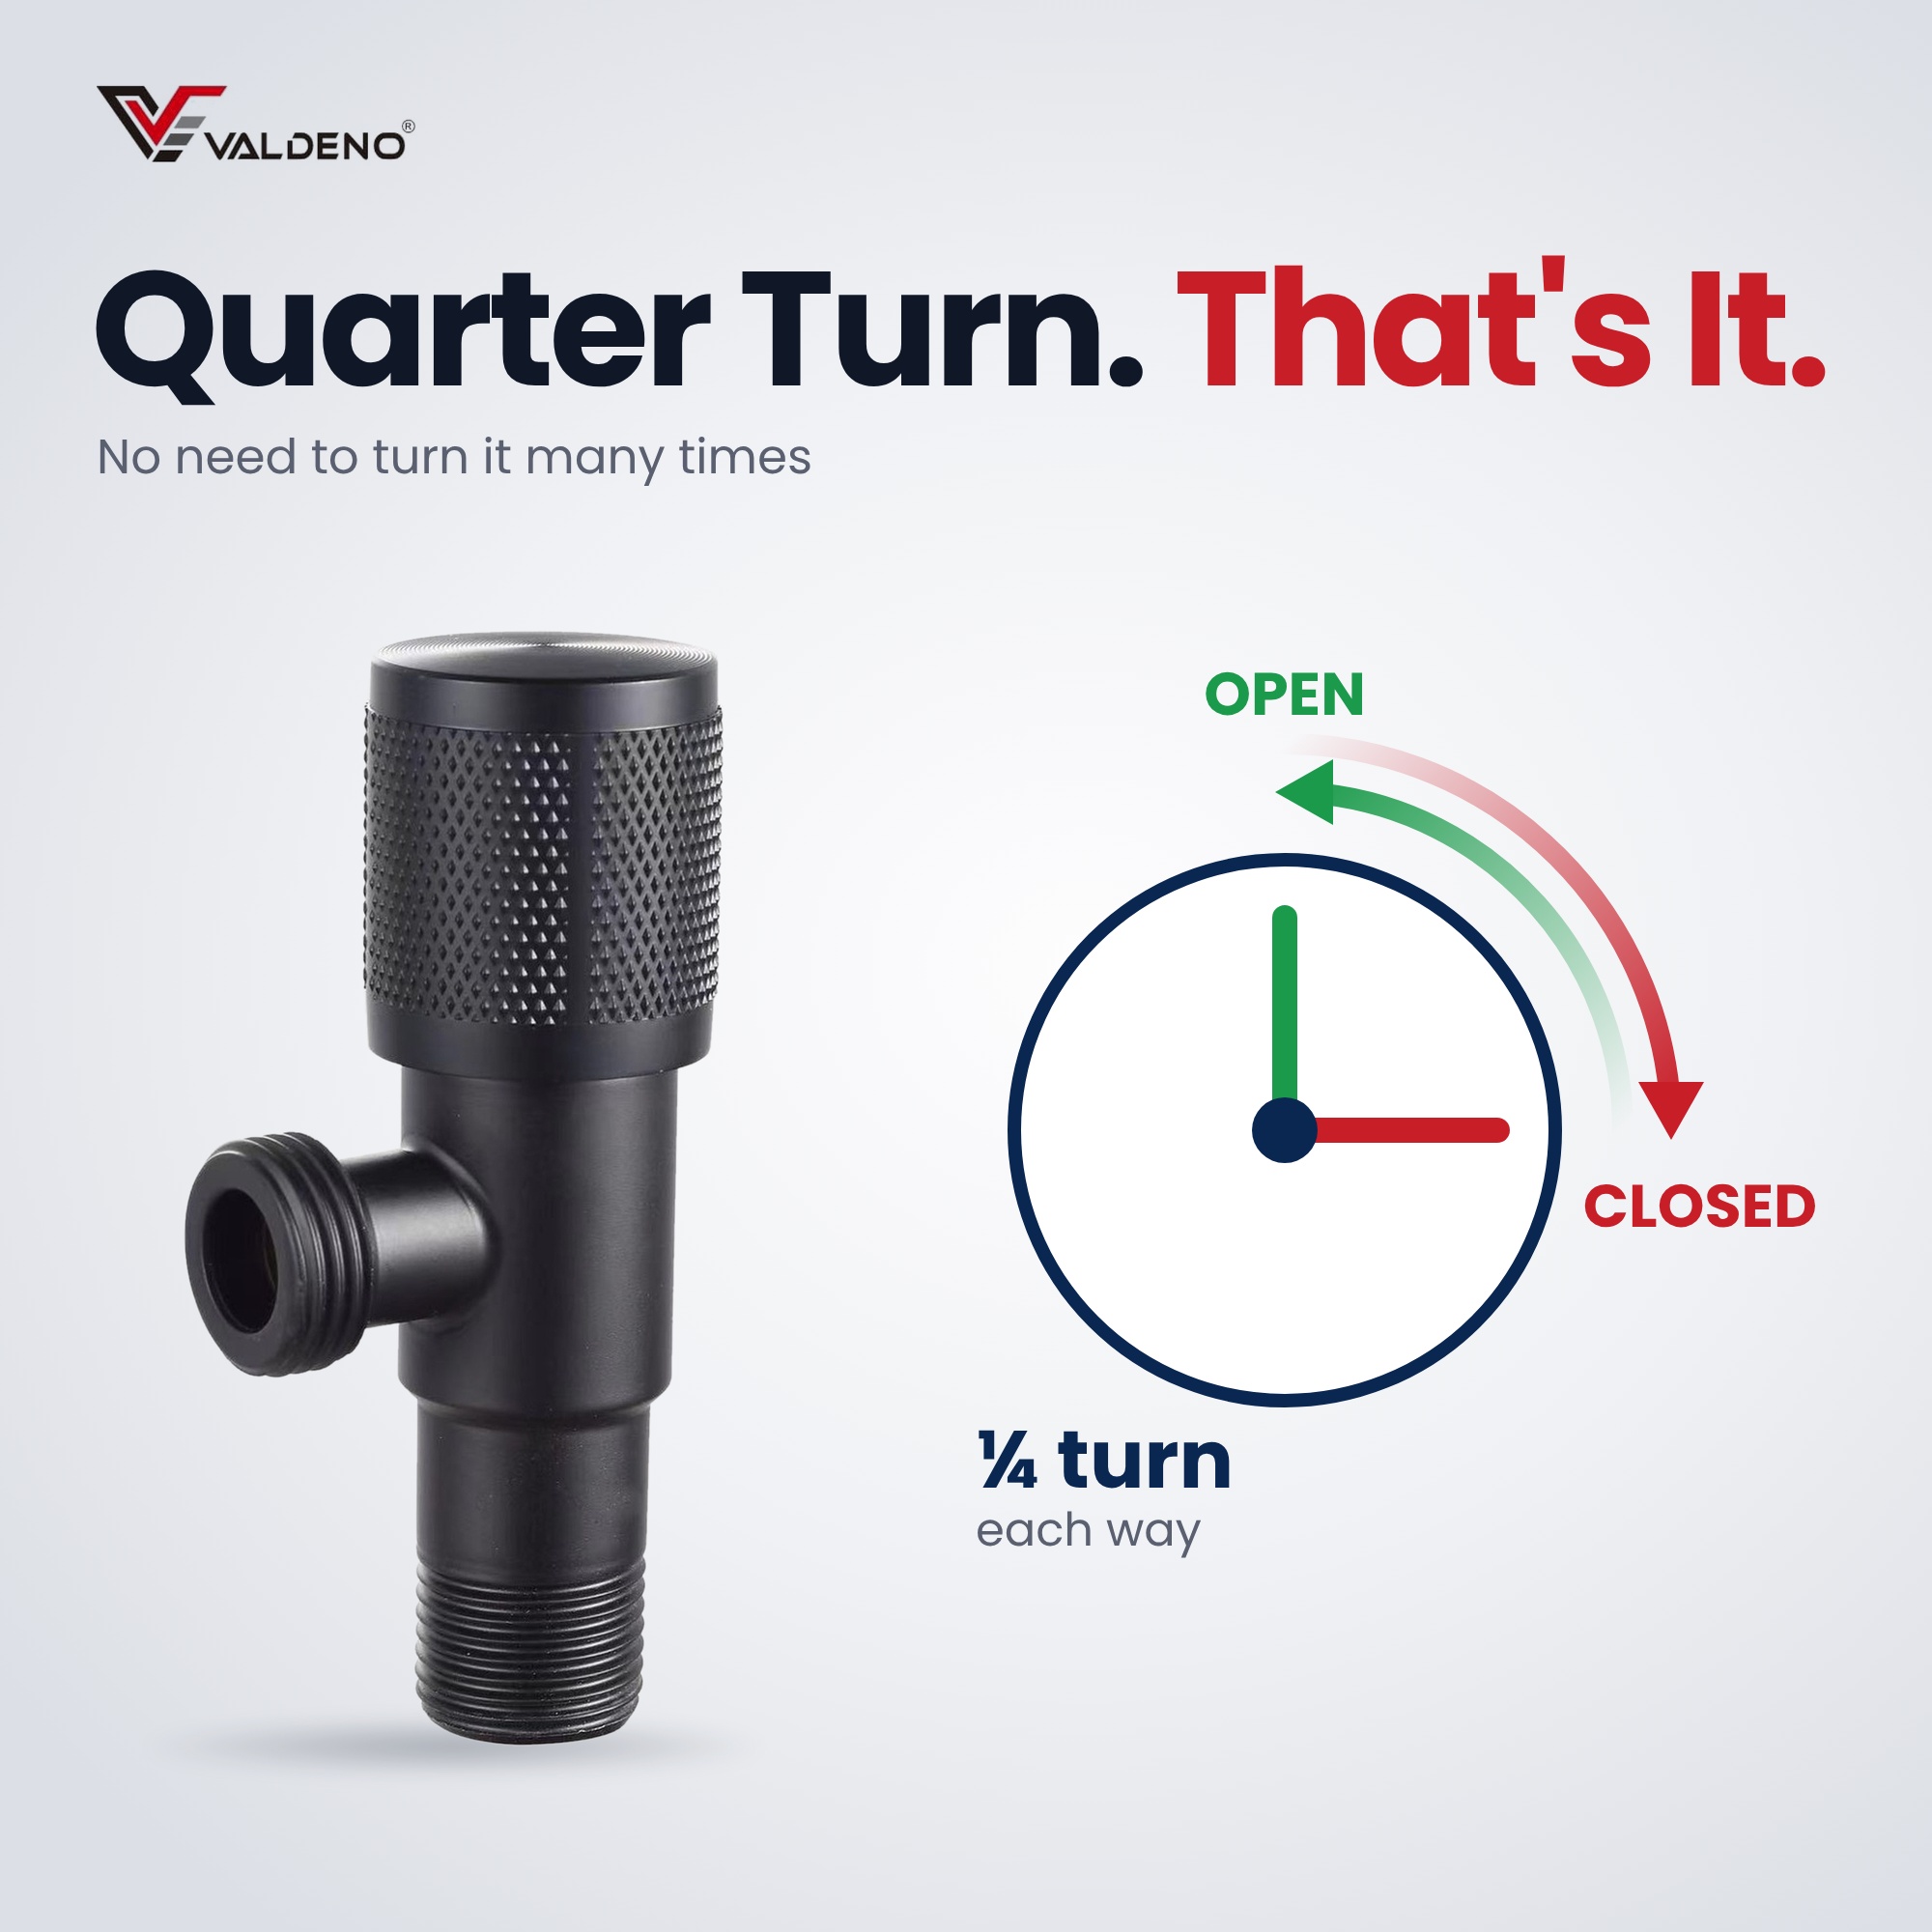 VALDENO®
Quarter Turn. That's It.
No need to turn it many times
OPEN
CLOSED
¼ turn
each way